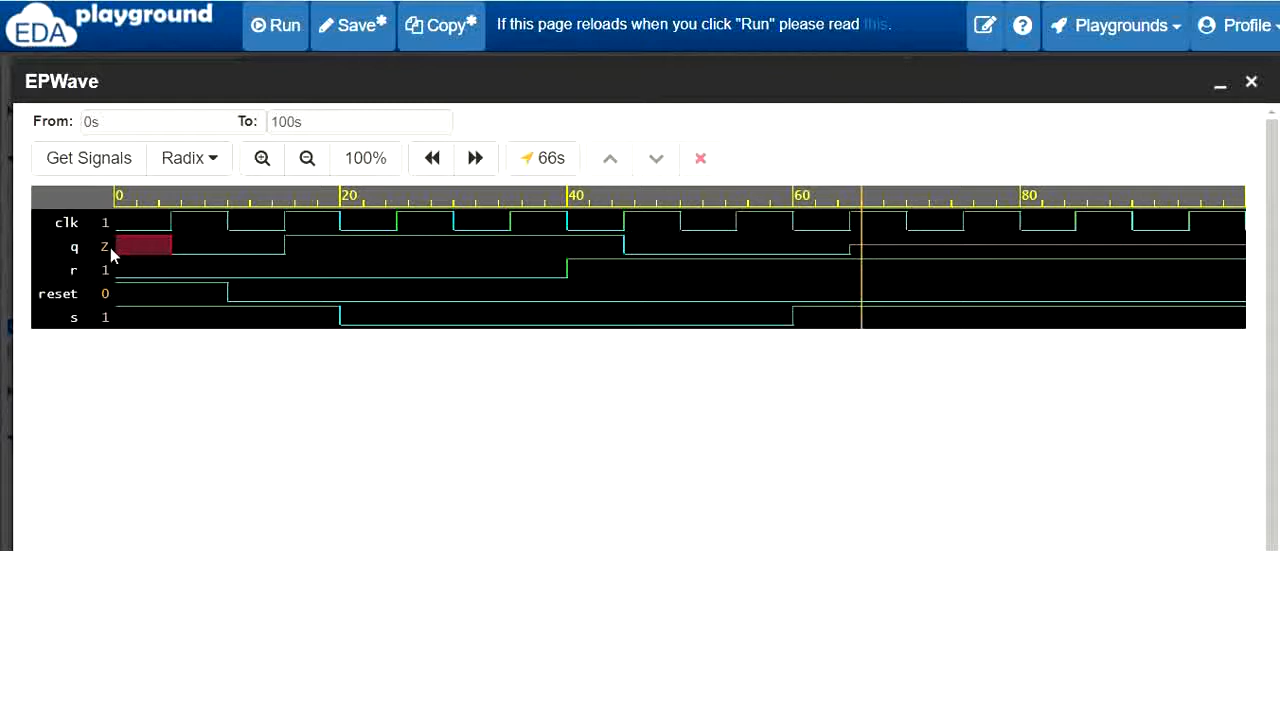 EDA playground Run Save* Copy* If this page reloads when you click "Run" please read this. Playgrounds Profile
EPWave
From: 0s To: 100s
Get Signals Radix 100% 66s
0 20 40 60 80
clk 1
q Z
r 1
reset 0
s 1